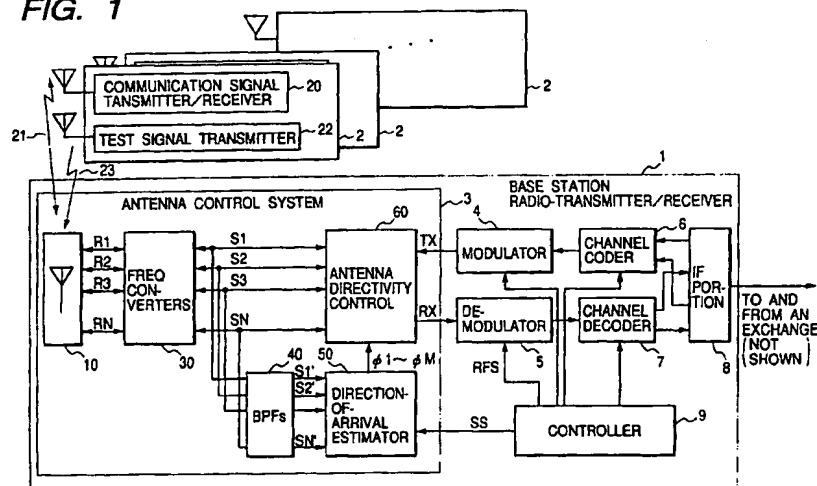 FIG. 1
. . .
COMMUNICATION SIGNAL
TANSMITTER/RECEIVER
20
TEST SIGNAL TRANSMITTER
22
2
2
2
21
23
1
BASE STATION
RADIO-TRANSMITTER/RECEIVER
ANTENNA CONTROL SYSTEM
3
10
R1
R2
R3
RN
FREQ
CON-
VERTERS
30
S1
S2
S3
SN
60
ANTENNA
DIRECTIVITY
CONTROL
TX
RX
4
MODULATOR
DE-
MODULATOR
5
6
CHANNEL
CODER
CHANNEL
DECODER
7
IF
POR-
TION
8
TO AND
FROM AN
EXCHANGE
(NOT
SHOWN)
40
BPFs
S1'
S2'
SN'
50
DIRECTION-
OF-
ARRIVAL
ESTIMATOR
φ1~φM
RFS
SS
CONTROLLER
9